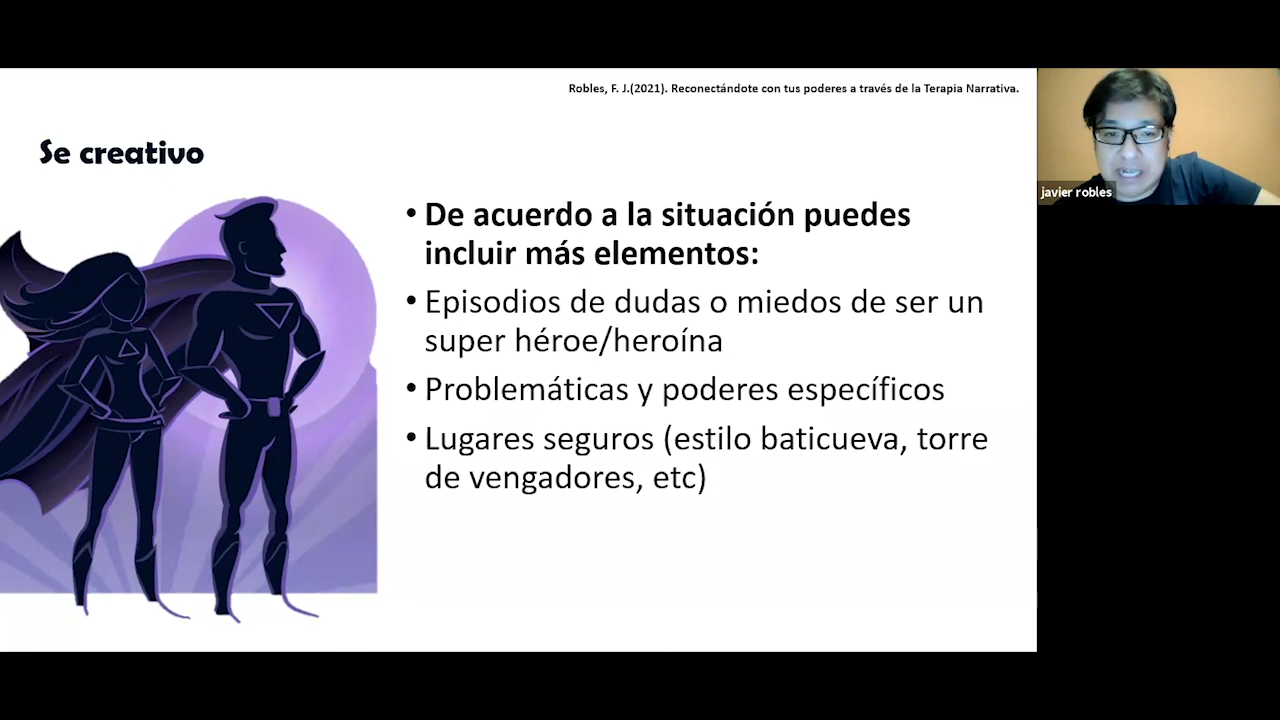 Robles, F. J.(2021). Reconectándote con tus poderes a través de la Terapia Narrativa.
Se creativo
• De acuerdo a la situación puedes
incluir más elementos:
• Episodios de dudas o miedos de ser un
super héroe/heroína
• Problemáticas y poderes específicos
• Lugares seguros (estilo baticueva, torre
de vengadores, etc)
javier robles